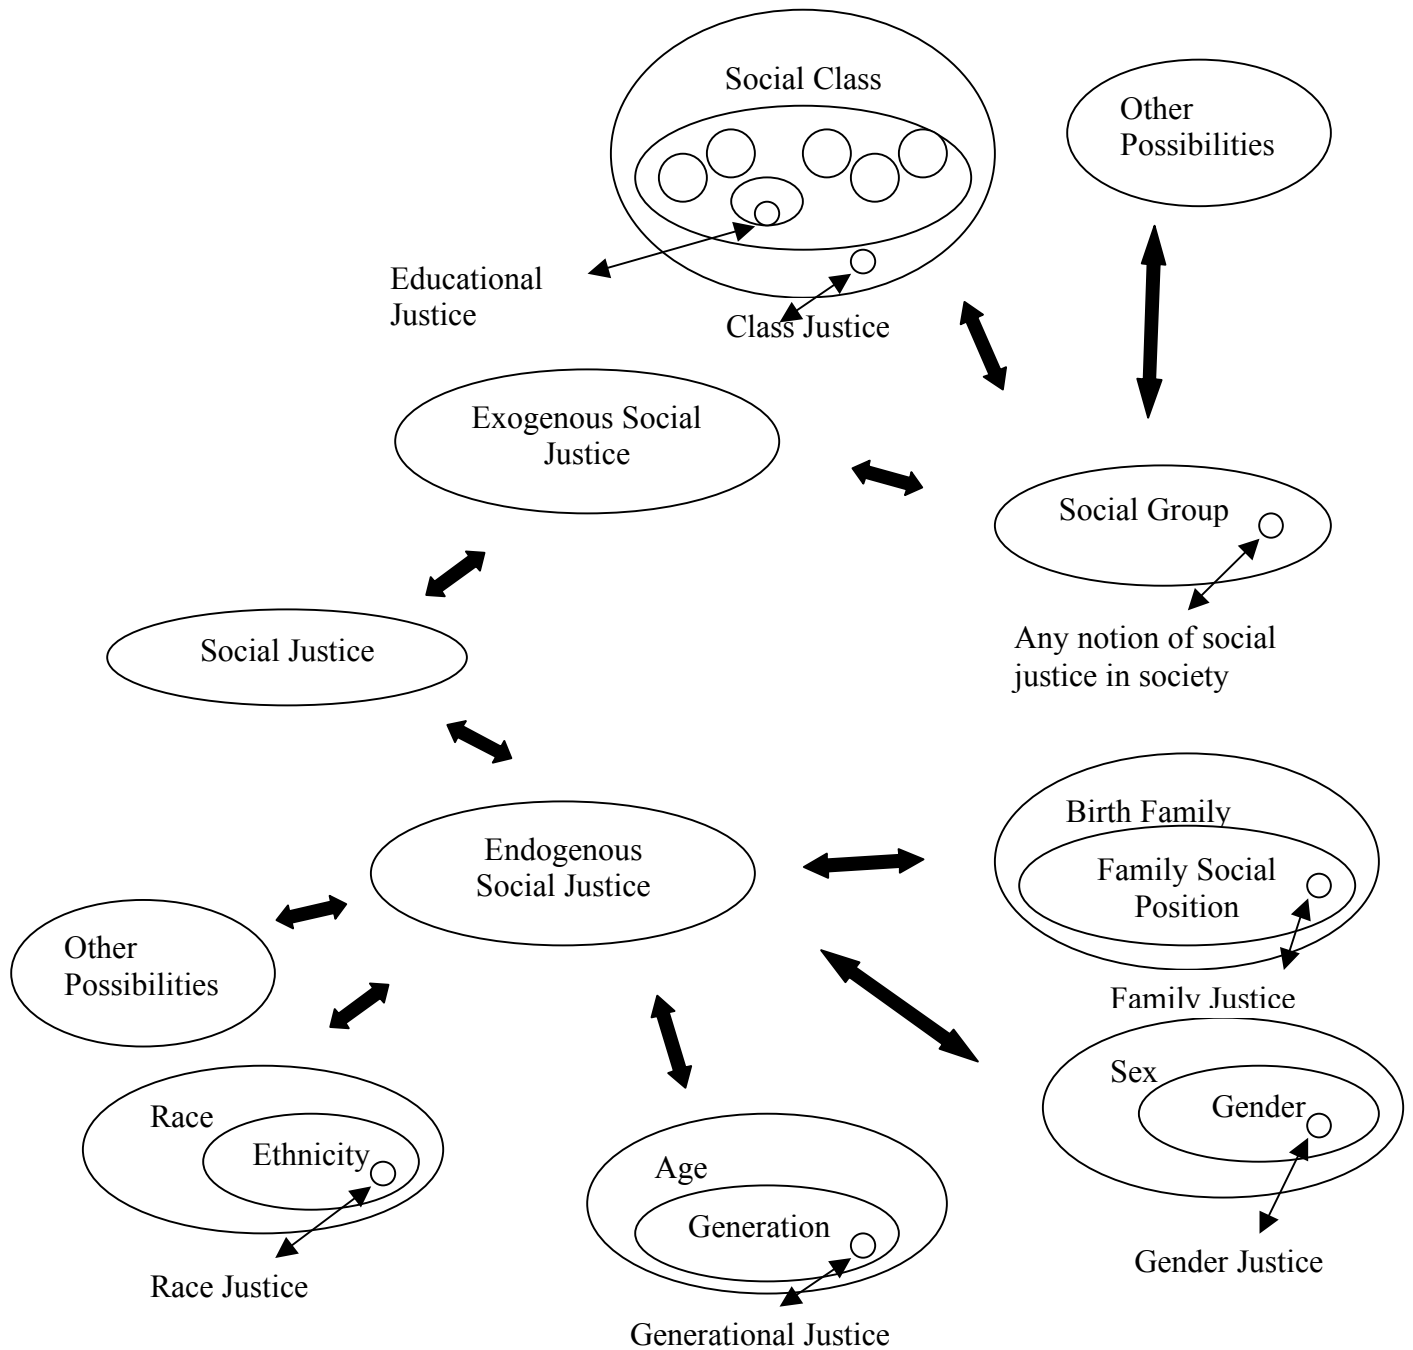 Social Class
Other
Possibilities
Educational
Justice
Class Justice
Exogenous Social
Justice
Social Group
Any notion of social
justice in society
Social Justice
Birth Family
Family Social
Position
Family Justice
Endogenous
Social Justice
Other
Possibilities
Sex
Gender
Gender Justice
Race
Ethnicity
Race Justice
Age
Generation
Generational Justice